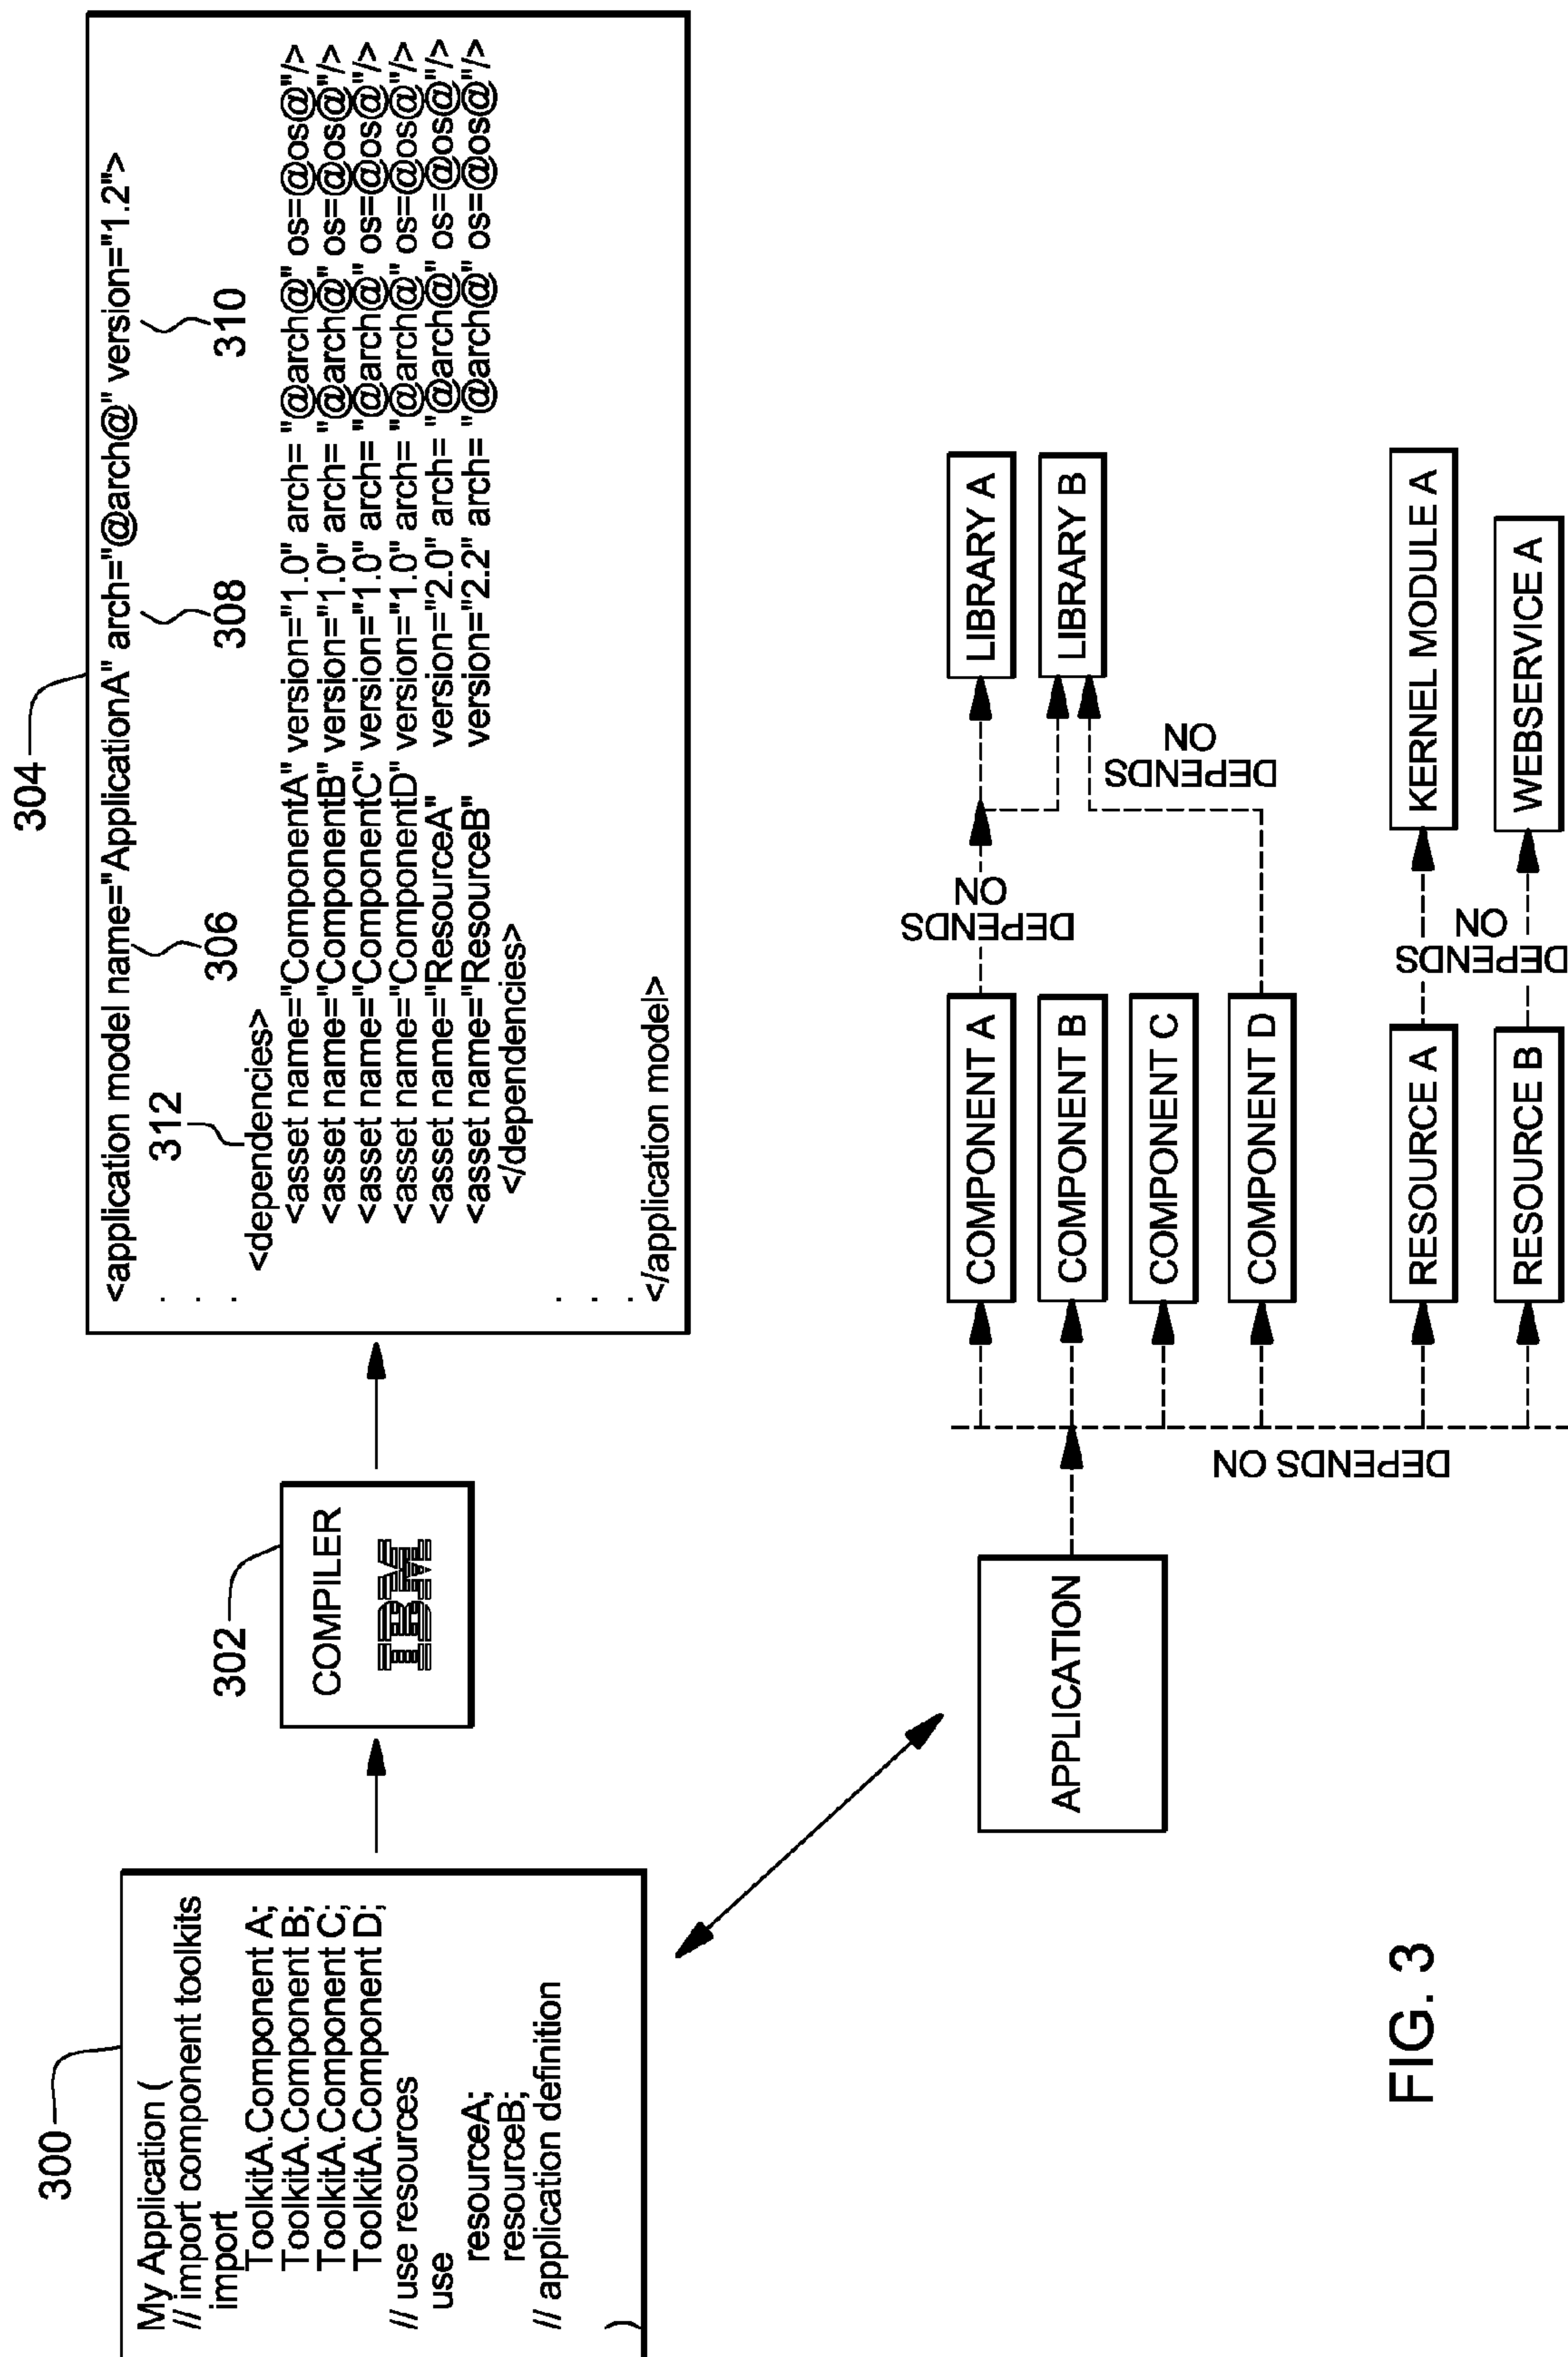 300
My Application (
// import component toolkits
import
ToolkitA.Component A;
ToolkitA.Component B;
ToolkitA.Component C;
ToolkitA.Component D;
// use resources
use
resourceA;
resourceB;
// application definition
)
302
COMPILER
IBM
304
<application model name="ApplicationA" arch="@arch@" version="1.2">
306
308
310
. . .
312
<dependencies>
<asset name="ComponentA" version="1.0" arch="@arch@" os=@os@"/>
<asset name="ComponentB" version="1.0" arch="@arch@" os=@os@"/>
<asset name="ComponentC" version="1.0" arch="@arch@" os=@os@"/>
<asset name="ComponentD" version="1.0" arch="@arch@" os=@os@"/>
<asset name="ResourceA" version="2.0" arch="@arch@" os=@os@"/>
<asset name="ResourceB" version="2.2" arch="@arch@" os=@os@"/>
</dependencies>
. . .
</application model>
APPLICATION
DEPENDS ON
COMPONENT A
COMPONENT B
COMPONENT C
COMPONENT D
RESOURCE A
RESOURCE B
DEPENDS
ON
DEPENDS
ON
DEPENDS
ON
LIBRARY A
LIBRARY B
KERNEL MODULE A
WEBSERVICE A
FIG. 3